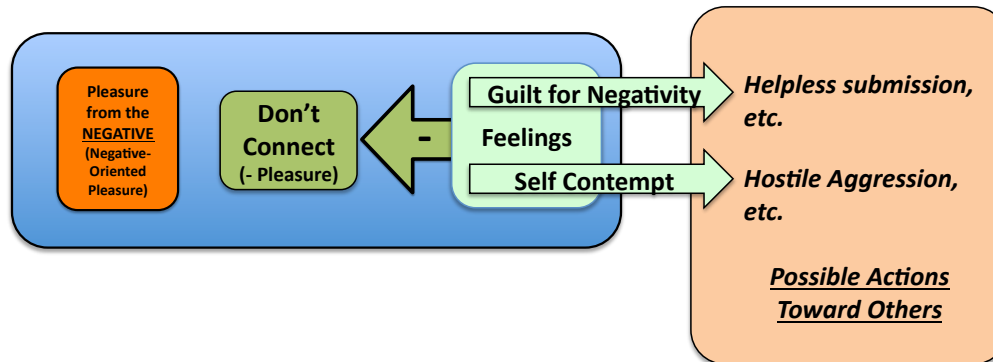 Pleasure
from the
NEGATIVE
(Negative-
Oriented
Pleasure)
Don’t
Connect
(- Pleasure)
-
Guilt for Negativity
Feelings
Self Contempt
Helpless submission,
etc.
Hostile Aggression,
etc.
Possible Actions
Toward Others